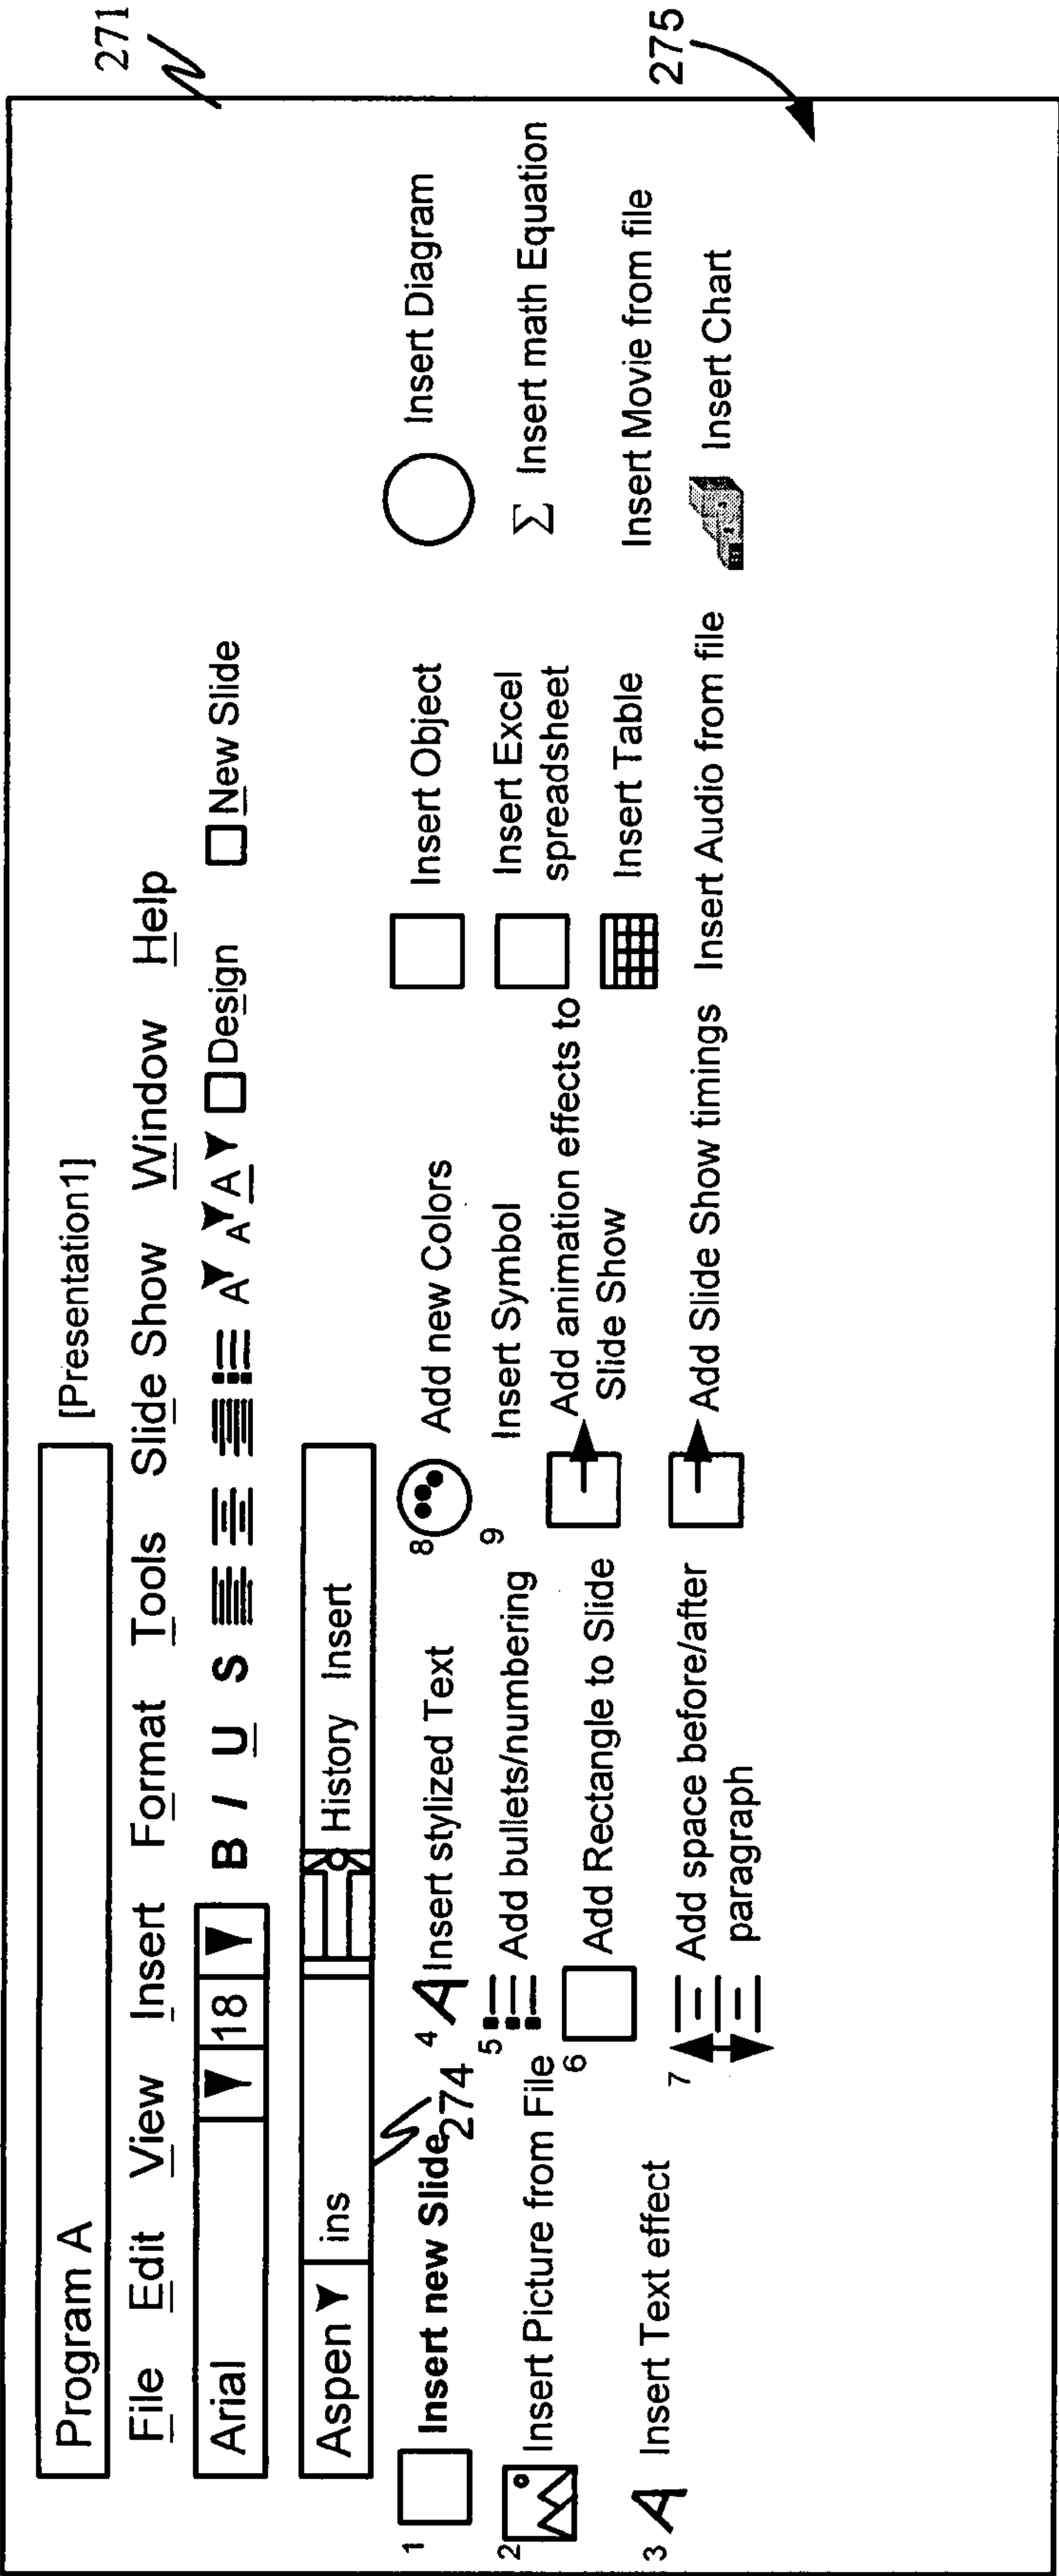 271
Program A [Presentation1]
File Edit View Insert Format Tools Slide Show Window Help
Arial 18 B I U S A A A Design New Slide
Aspen ins History Insert
274
1 Insert new Slide
2 Insert Picture from File
3 A Insert Text effect
4 A Insert stylized Text
5 Add bullets/numbering
6 Add Rectangle to Slide
7 Add space before/after
paragraph
8 Add new Colors
9 Insert Symbol
Add animation effects to
Slide Show
Add Slide Show timings
Insert Object
Insert Excel
spreadsheet
Insert Table
Insert Audio from file
Insert Diagram
Σ Insert math Equation
Insert Movie from file
Insert Chart
275